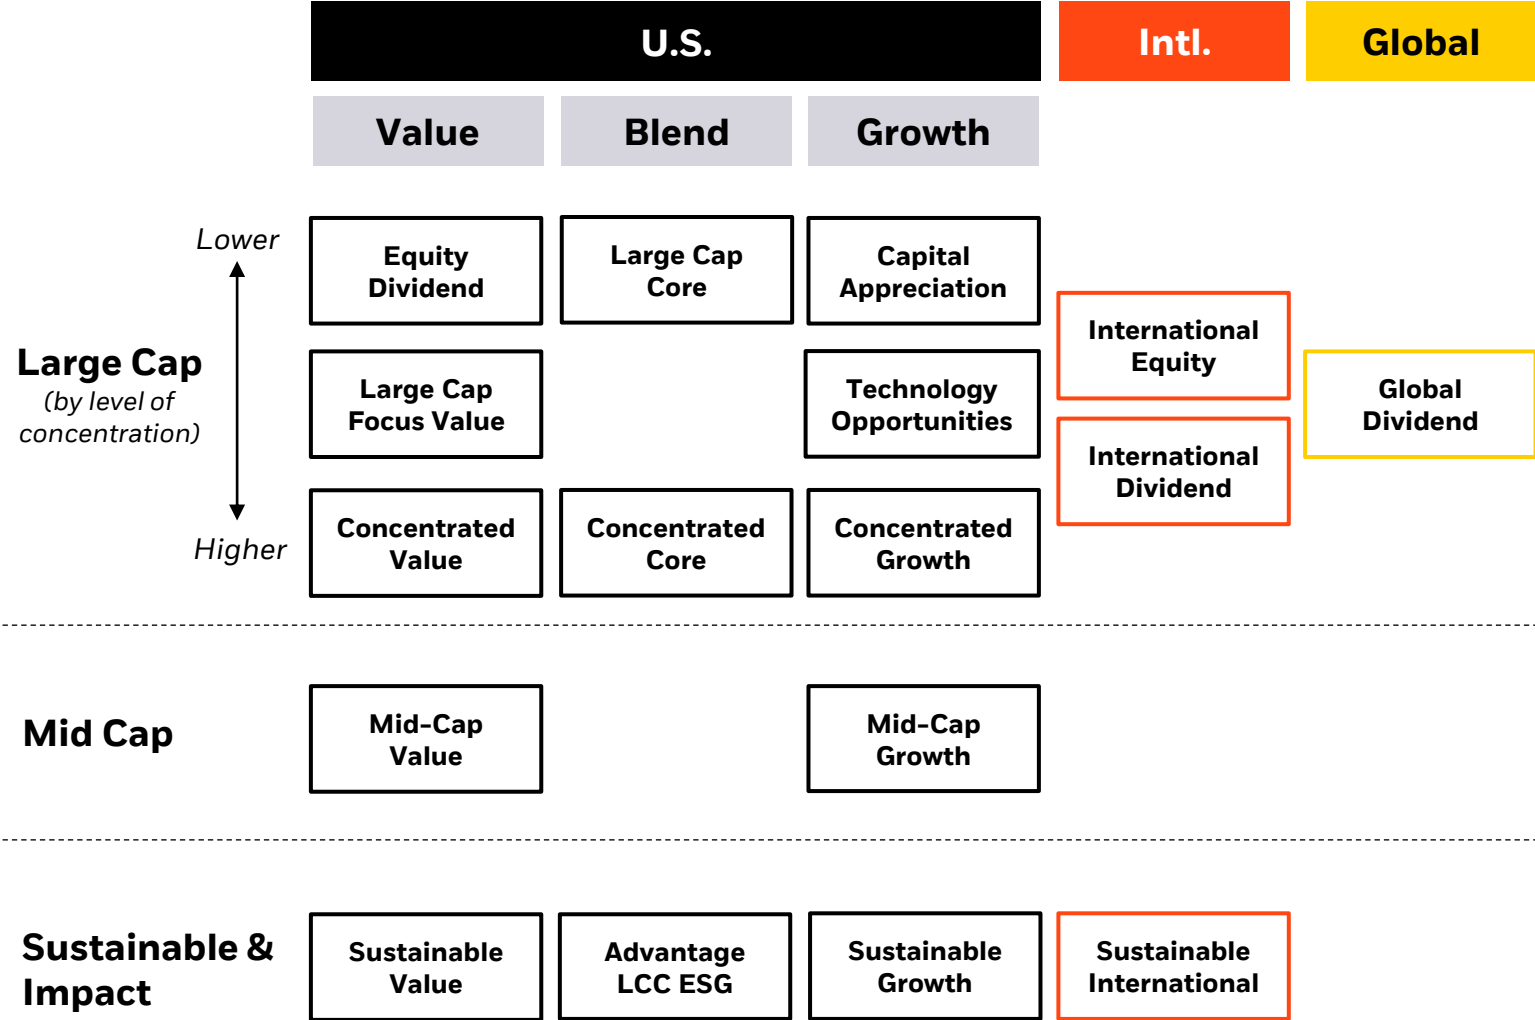 U.S.
Intl.
Global
Value
Blend
Growth
Lower
Higher
Large Cap
(by level of
concentration)
Equity
Dividend
Large Cap
Core
Capital
Appreciation
International
Equity
Large Cap
Focus Value
Technology
Opportunities
Global
Dividend
International
Dividend
Concentrated
Value
Concentrated
Core
Concentrated
Growth
Mid Cap
Mid-Cap
Value
Mid-Cap
Growth
Sustainable &
Impact
Sustainable
Value
Advantage
LCC ESG
Sustainable
Growth
Sustainable
International